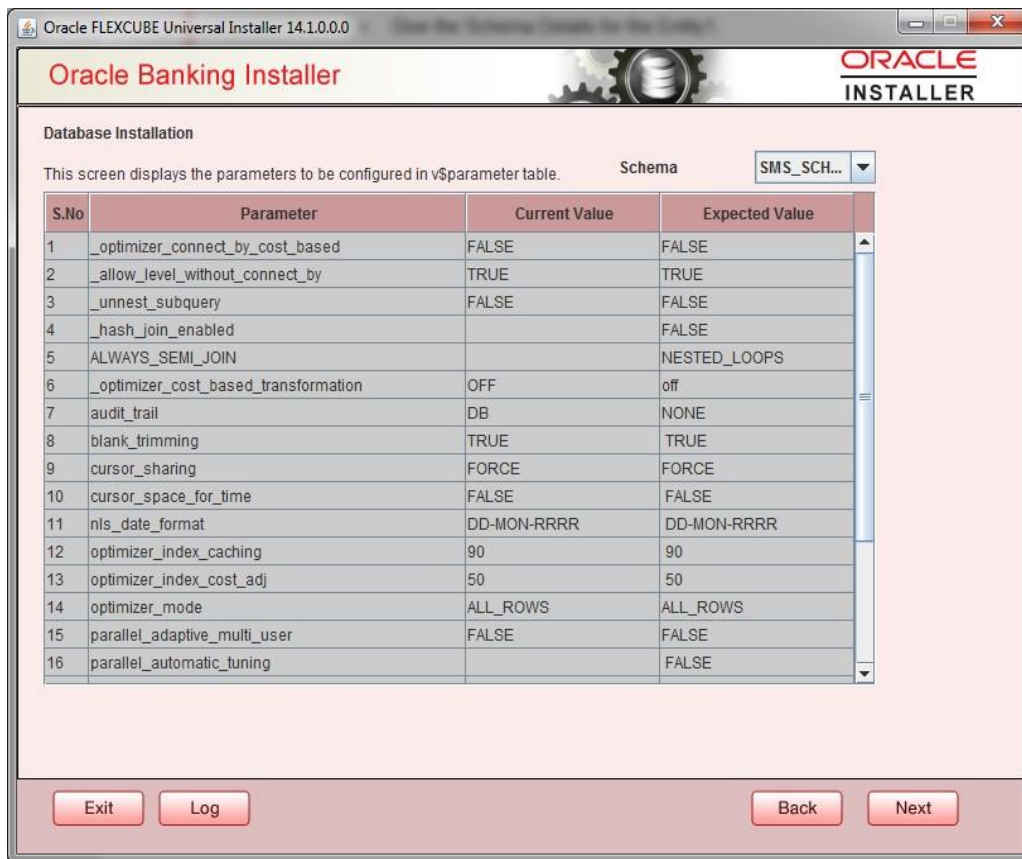 Oracle FLEXCUBE Universal Installer 14.1.0.0.0
Oracle Banking Installer
ORACLE
INSTALLER
Database Installation
This screen displays the parameters to be configured in v$parameter table.
Schema
SMS_SCH...
S.No Parameter Current Value Expected Value
1 _optimizer_connect_by_cost_based FALSE FALSE
2 _allow_level_without_connect_by TRUE TRUE
3 _unnest_subquery FALSE FALSE
4 _hash_join_enabled FALSE
5 ALWAYS_SEMI_JOIN NESTED_LOOPS
6 _optimizer_cost_based_transformation OFF off
7 audit_trail DB NONE
8 blank_trimming TRUE TRUE
9 cursor_sharing FORCE FORCE
10 cursor_space_for_time FALSE FALSE
11 nls_date_format DD-MON-RRRR DD-MON-RRRR
12 optimizer_index_caching 90 90
13 optimizer_index_cost_adj 50 50
14 optimizer_mode ALL_ROWS ALL_ROWS
15 parallel_adaptive_multi_user FALSE FALSE
16 parallel_automatic_tuning FALSE
Exit Log Back Next